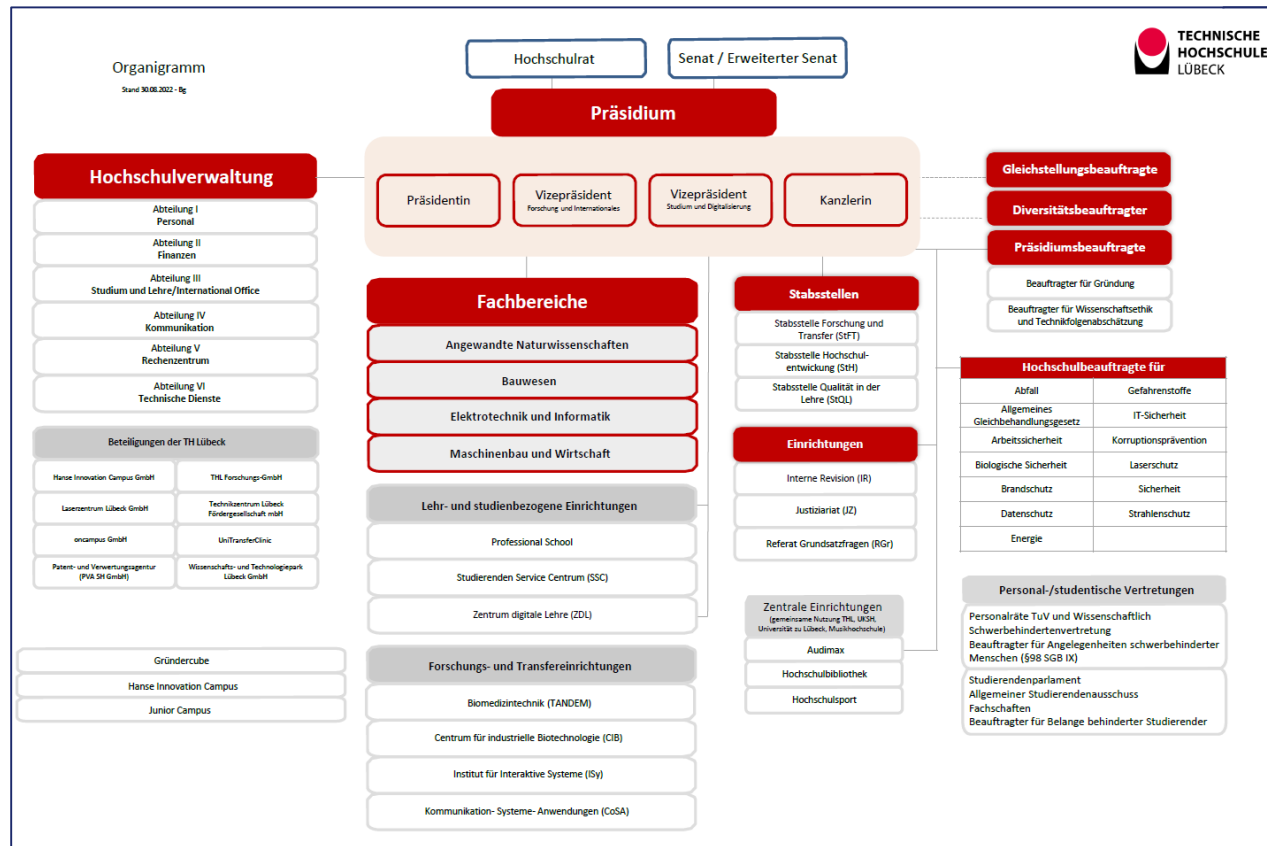 Organigramm
Stand 30.08.2022 - Bg
Hochschulrat
Senat / Erweiterter Senat
TECHNISCHE
HOCHSCHULE
LÜBECK
Präsidium
Präsidentin
Vizepräsident
Forschung und Internationales
Vizepräsident
Studium und Digitalisierung
Kanzlerin
Hochschulverwaltung
Abteilung I
Personal
Abteilung II
Finanzen
Abteilung III
Studium und Lehre/International Office
Abteilung IV
Kommunikation
Abteilung V
Rechenzentrum
Abteilung VI
Technische Dienste
Beteiligungen der TH Lübeck
Hanse Innovation Campus GmbH
THL Forschungs-GmbH
Laserzentrum Lübeck GmbH
Technikzentrum Lübeck
Fördergesellschaft mbH
oncampus GmbH
UniTransferClinic
Patent- und Verwertungsagentur
(PVA SH GmbH)
Wissenschafts- und Technologiepark
Lübeck GmbH
Gründercube
Hanse Innovation Campus
Junior Campus
Fachbereiche
Angewandte Naturwissenschaften
Bauwesen
Elektrotechnik und Informatik
Maschinenbau und Wirtschaft
Lehr- und studienbezogene Einrichtungen
Professional School
Studierenden Service Centrum (SSC)
Zentrum digitale Lehre (ZDL)
Forschungs- und Transfereinrichtungen
Biomedizintechnik (TANDEM)
Centrum für industrielle Biotechnologie (CIB)
Institut für Interaktive Systeme (ISy)
Kommunikation- Systeme- Anwendungen (CoSA)
Stabsstellen
Stabsstelle Forschung und
Transfer (StFT)
Stabsstelle Hochschul-
entwickung (StH)
Stabsstelle Qualität in der
Lehre (StQL)
Einrichtungen
Interne Revision (IR)
Justiziariat (JZ)
Referat Grundsatzfragen (RGr)
Zentrale Einrichtungen
(gemeinsame Nutzung THL, UKSH,
Universität zu Lübeck, Musikhochschule)
Audimax
Hochschulbibliothek
Hochschulsport
Gleichstellungsbeauftragte
Diversitätsbeauftragter
Präsidiumsbeauftragte
Beauftragter für Gründung
Beauftragter für Wissenschaftsethik
und Technikfolgenabschätzung
Hochschulbeauftragte für
Abfall
Gefahrenstoffe
Allgemeines
Gleichbehandlungsgesetz
IT-Sicherheit
Arbeitssicherheit
Korruptionsprävention
Biologische Sicherheit
Laserschutz
Brandschutz
Sicherheit
Datenschutz
Strahlenschutz
Energie
Personal-/studentische Vertretungen
Personalräte TuV und Wissenschaftlich
Schwerbehindertenvertretung
Beauftragter für Angelegenheiten schwerbehinderter
Menschen (§98 SGB IX)
Studierendenparlament
Allgemeiner Studierendenausschuss
Fachschaften
Beauftragter für Belange behinderter Studierender